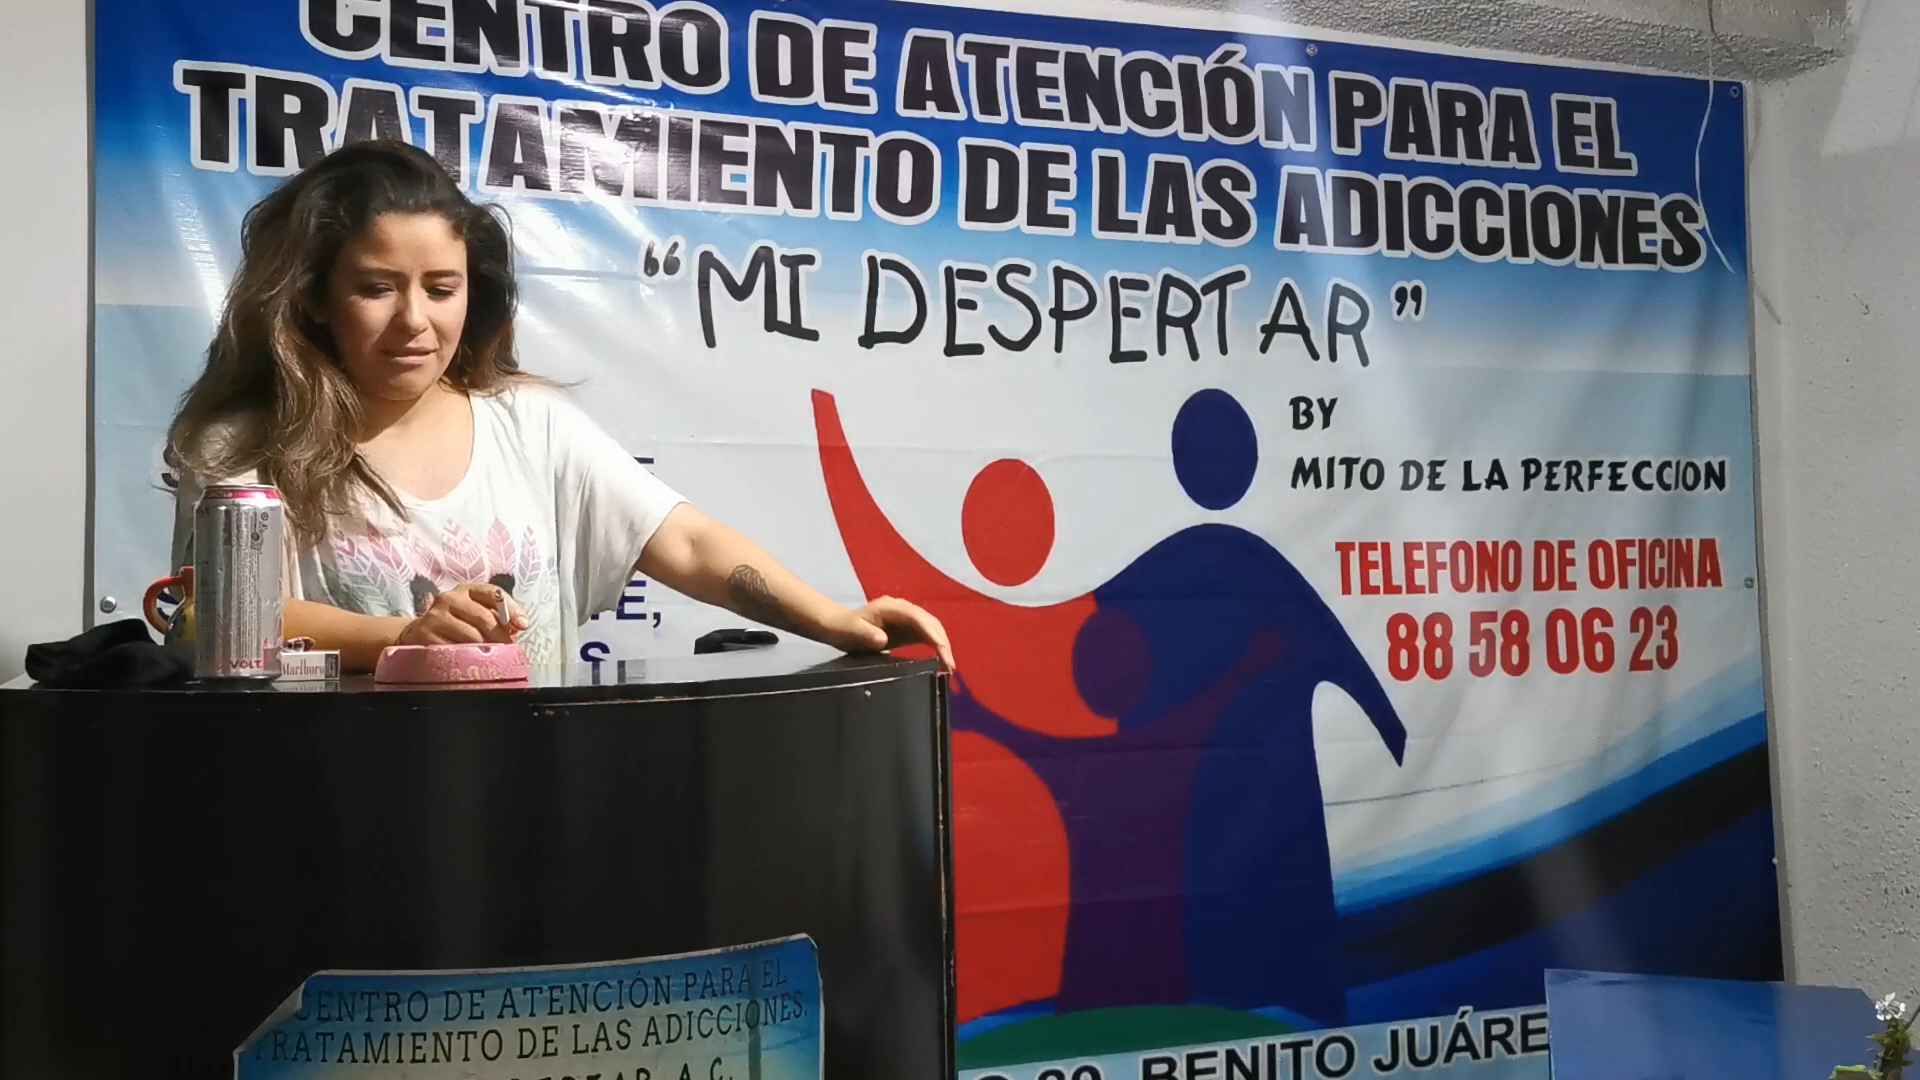 CENTRO DE ATENCIÓN PARA EL
TRATAMIENTO DE LAS ADICCIONES
“MI DESPERTAR”
BY
MITO DE LA PERFECCION
TELEFONO DE OFICINA
88 58 06 23
BENITO JUÁRE
VOLT
Marlboro
CENTRO DE ATENCIÓN PARA EL
TRATAMIENTO DE LAS ADICCIONES.
A.C.